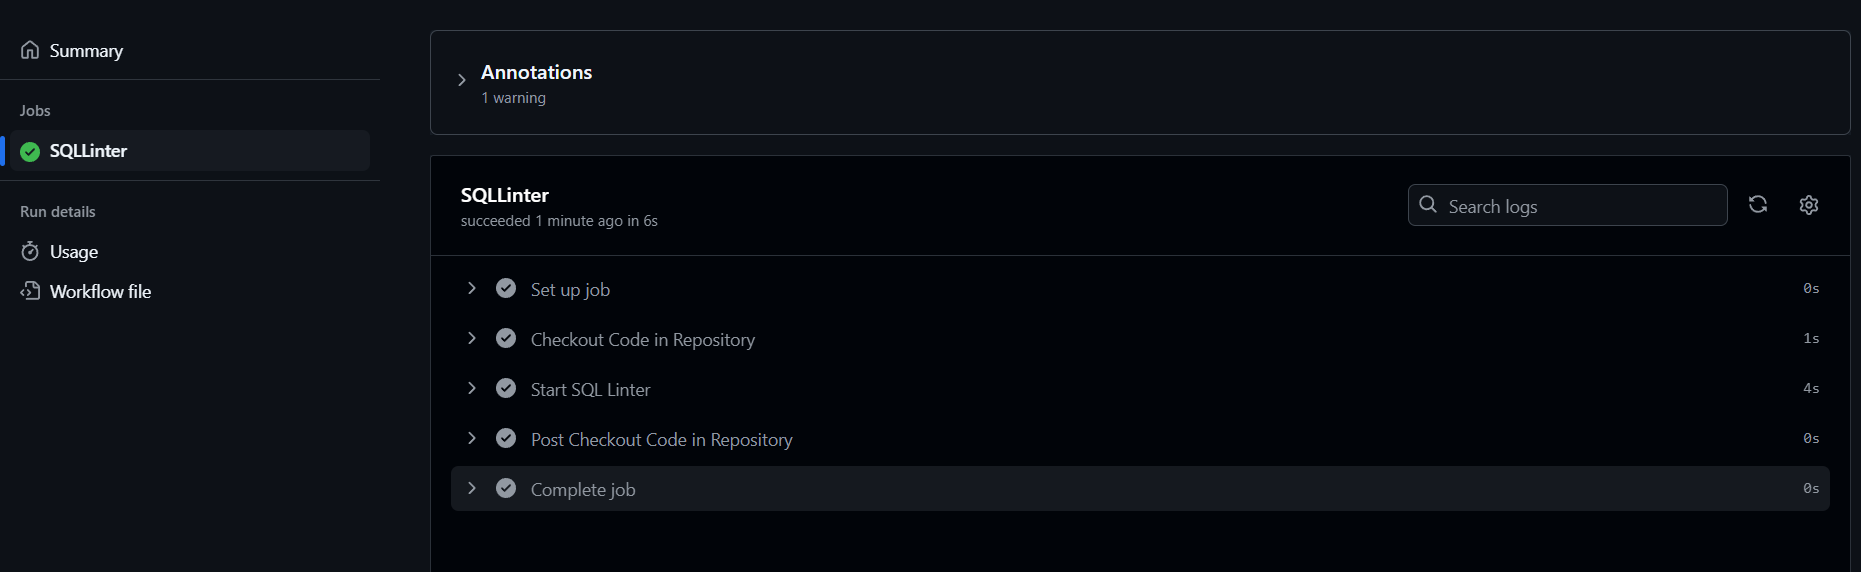 Summary
Jobs
SQLLinter
Run details
Usage
Workflow file
Annotations
1 warning
SQLLinter
succeeded 1 minute ago in 6s
Search logs
Set up job 0s
Checkout Code in Repository 1s
Start SQL Linter 4s
Post Checkout Code in Repository 0s
Complete job 0s